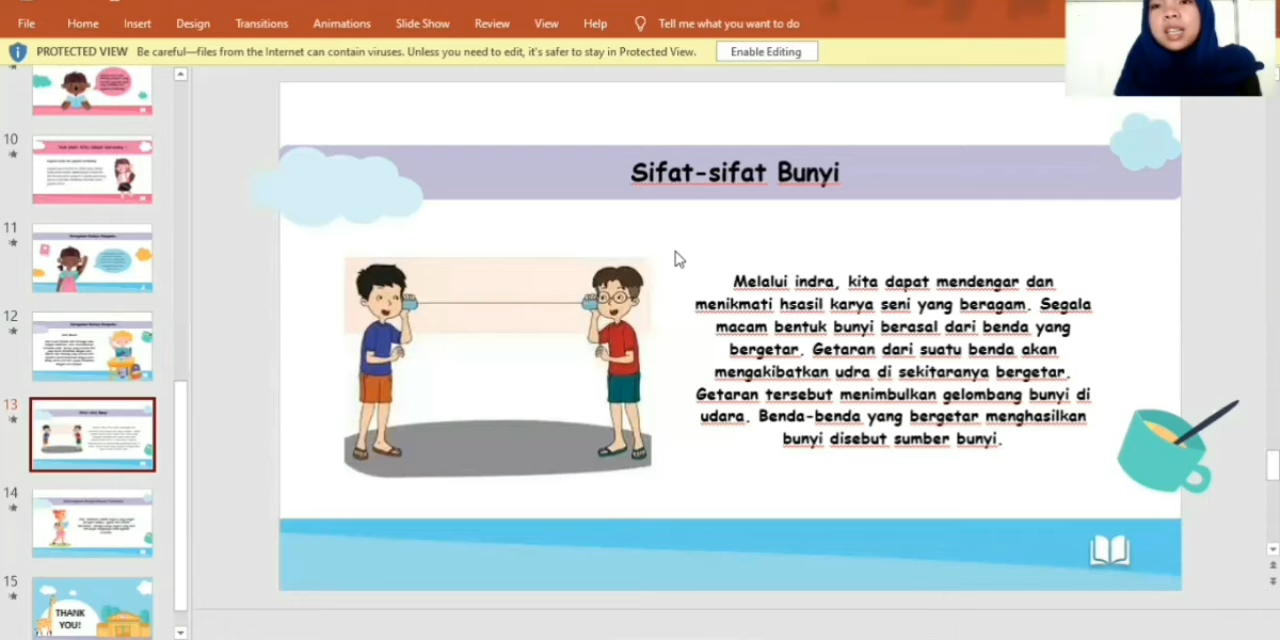 File Home Insert Design Transitions Animations Slide Show Review View Help Tell me what you want to do
PROTECTED VIEW Be careful—files from the Internet can contain viruses. Unless you need to edit, it's safer to stay in Protected View. Enable Editing
10
11
12
13
14
15
THANK
YOU!
Sifat-sifat Bunyi
Melalui indra, kita dapat mendengar dan
menikmati hsasil karya seni yang beragam. Segala
macam bentuk bunyi berasal dari benda yang
bergetar. Getaran dari suatu benda akan
mengakibatkan udra di sekitaranya bergetar.
Getaran tersebut menimbulkan gelombang bunyi di
udara. Benda-benda yang bergetar menghasilkan
bunyi disebut sumber bunyi.